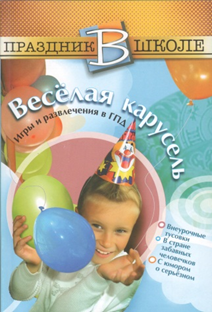 ПРАЗДНИК В ШКОЛЕ
Весёлая карусель
Игры и развлечения в ГПД
Внеурочные
тусовки
В стране
забавных
человечков
С юмором
о серьёзном